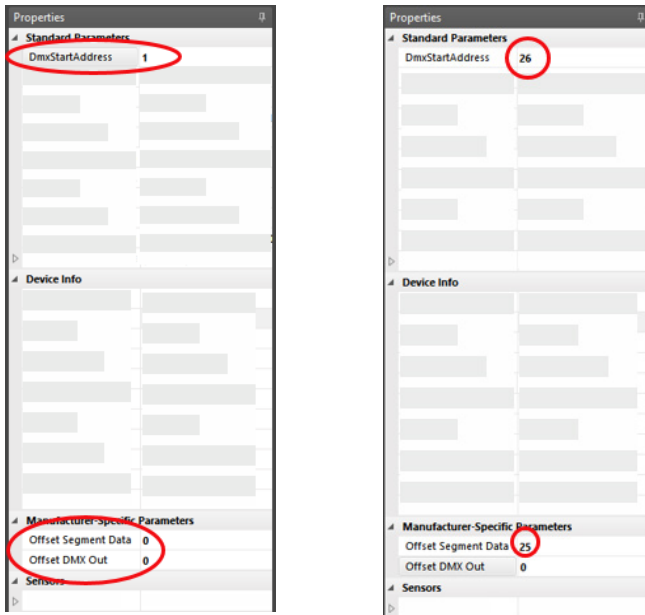 Properties
Standard Parameters
DmxStartAddress 1
Device Info
Manufacturer-Specific Parameters
Offset Segment Data 0
Offset DMX Out 0
Sensors
Properties
Standard Parameters
DmxStartAddress 26
Device Info
Manufacturer-Specific Parameters
Offset Segment Data 25
Offset DMX Out 0
Sensors